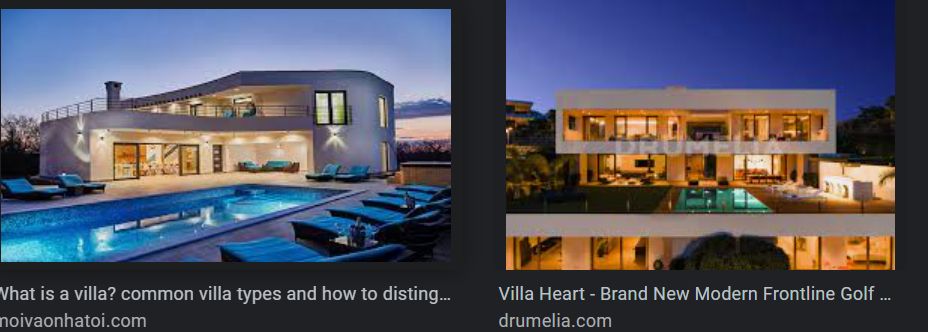 DRUMELIA
What is a villa? common villa types and how to disting...
moivaonhatoi.com
Villa Heart - Brand New Modern Frontline Golf ...
drumelia.com